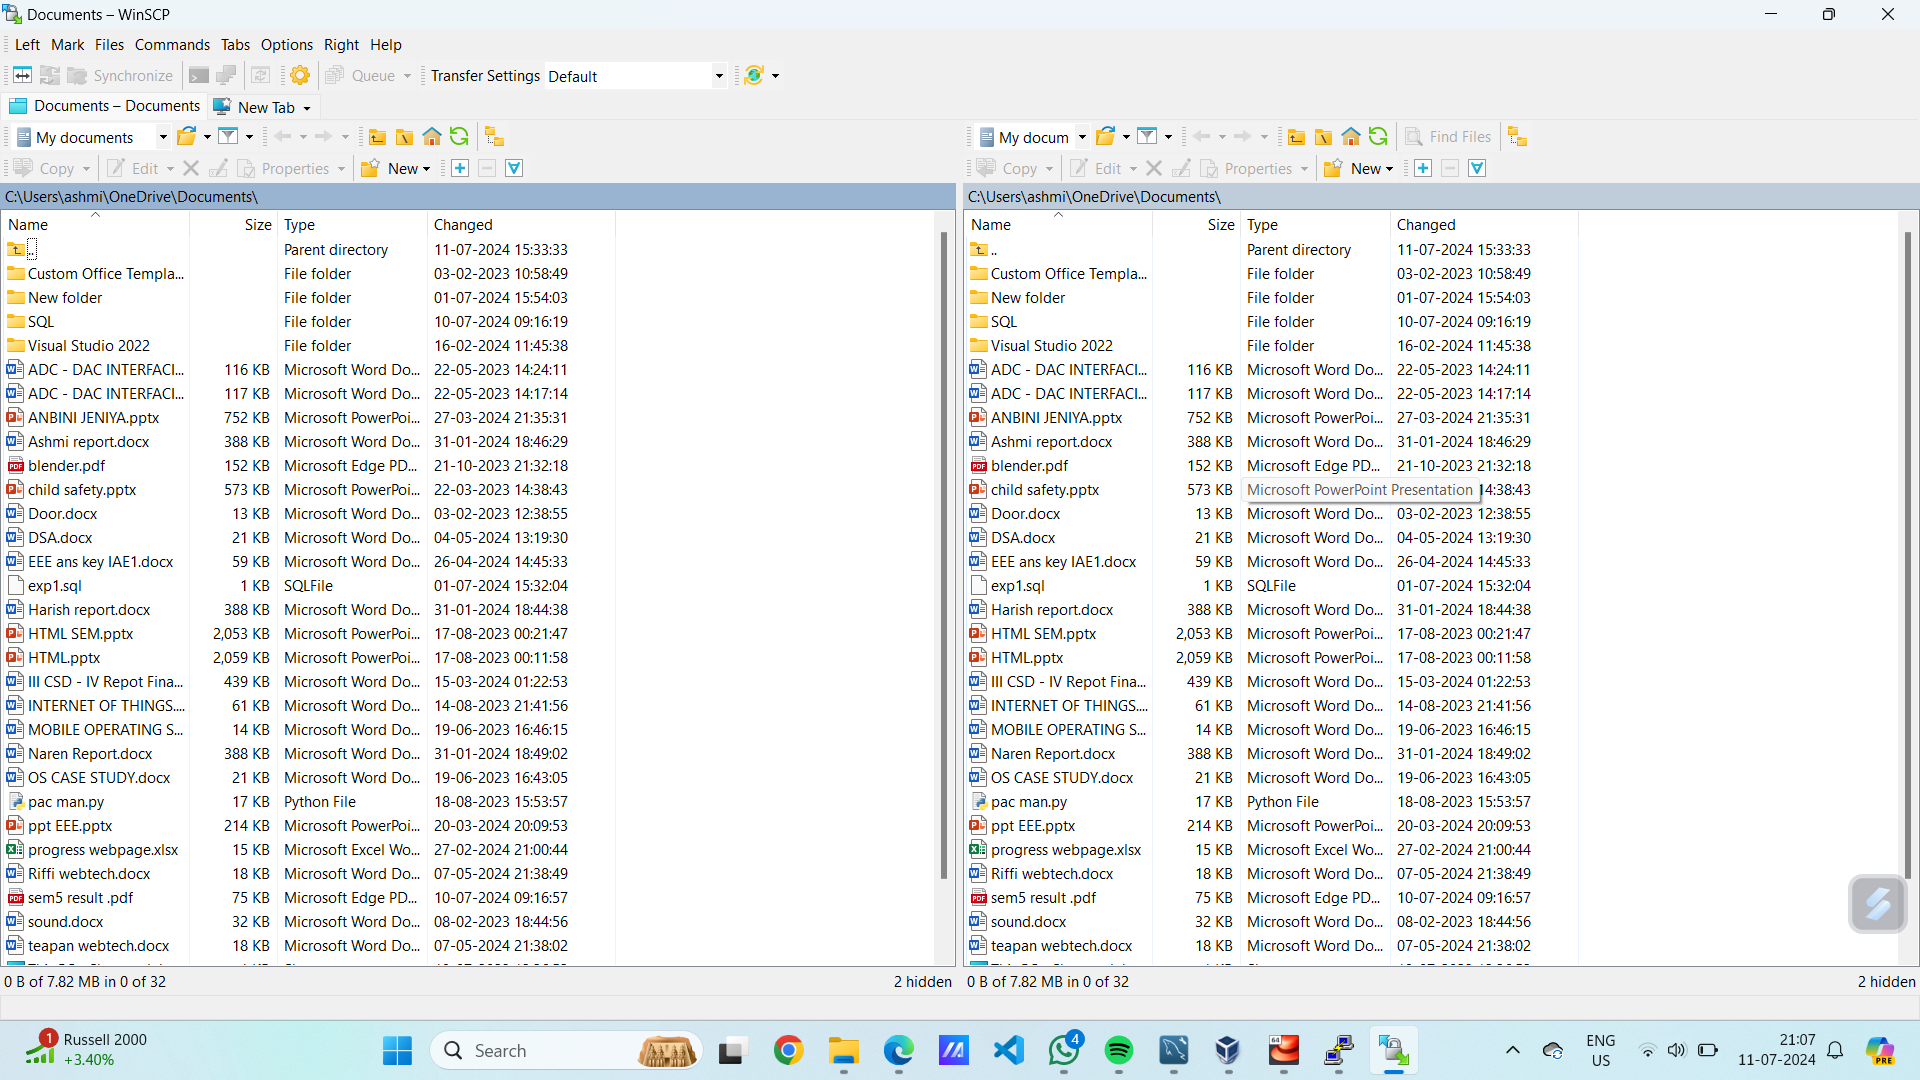 Documents – WinSCP
Left Mark Files Commands Tabs Options Right Help
Synchronize Queue Transfer Settings Default
Documents – Documents New Tab
My documents
Copy Edit Properties New
C:\Users\ashmi\OneDrive\Documents\
Name Size Type Changed
.. Parent directory 11-07-2024 15:33:33
Custom Office Templa... File folder 03-02-2023 10:58:49
New folder File folder 01-07-2024 15:54:03
SQL File folder 10-07-2024 09:16:19
Visual Studio 2022 File folder 16-02-2024 11:45:38
ADC - DAC INTERFACI... 116 KB Microsoft Word Do... 22-05-2023 14:24:11
ADC - DAC INTERFACI... 117 KB Microsoft Word Do... 22-05-2023 14:17:14
ANBINI JENIYA.pptx 752 KB Microsoft PowerPoi... 27-03-2024 21:35:31
Ashmi report.docx 388 KB Microsoft Word Do... 31-01-2024 18:46:29
blender.pdf 152 KB Microsoft Edge PD... 21-10-2023 21:32:18
child safety.pptx 573 KB Microsoft PowerPoi... 22-03-2023 14:38:43
Door.docx 13 KB Microsoft Word Do... 03-02-2023 12:38:55
DSA.docx 21 KB Microsoft Word Do... 04-05-2023 13:19:30
EEE ans key IAE1.docx 59 KB Microsoft Word Do... 26-04-2023 14:45:33
exp1.sql 1 KB SQLFile 01-07-2024 15:32:04
Harish report.docx 388 KB Microsoft Word Do... 31-01-2024 18:44:38
HTML SEM.pptx 2,053 KB Microsoft PowerPoi... 17-08-2023 00:21:47
HTML.pptx 2,059 KB Microsoft PowerPoi... 17-08-2023 00:11:58
III CSD - IV Repot Fina... 439 KB Microsoft Word Do... 15-03-2024 01:22:53
INTERNET OF THINGS.... 61 KB Microsoft Word Do... 14-08-2023 21:41:56
MOBILE OPERATING S... 14 KB Microsoft Word Do... 19-06-2023 16:46:15
Naren Report.docx 388 KB Microsoft Word Do... 31-01-2024 18:49:02
OS CASE STUDY.docx 21 KB Microsoft Word Do... 19-06-2023 16:43:05
pac man.py 17 KB Python File 18-08-2023 15:53:57
ppt EEE.pptx 214 KB Microsoft PowerPoi... 20-03-2024 20:09:53
progress webpage.xlsx 15 KB Microsoft Excel Wo... 27-02-2024 21:00:44
Riffi webtech.docx 18 KB Microsoft Word Do... 07-05-2024 21:38:49
sem5 result .pdf 75 KB Microsoft Edge PD... 10-07-2024 09:16:57
sound.docx 32 KB Microsoft Word Do... 08-02-2023 18:44:56
teapan webtech.docx 18 KB Microsoft Word Do... 07-05-2024 21:38:02
0 B of 7.82 MB in 0 of 32 2 hidden
My docum Find Files
Copy Edit Properties New
C:\Users\ashmi\OneDrive\Documents\
Name Size Type Changed
.. Parent directory 11-07-2024 15:33:33
Custom Office Templa... File folder 03-02-2023 10:58:49
New folder File folder 01-07-2024 15:54:03
SQL File folder 10-07-2024 09:16:19
Visual Studio 2022 File folder 16-02-2024 11:45:38
ADC - DAC INTERFACI... 116 KB Microsoft Word Do... 22-05-2023 14:24:11
ADC - DAC INTERFACI... 117 KB Microsoft Word Do... 22-05-2023 14:17:14
ANBINI JENIYA.pptx 752 KB Microsoft PowerPoi... 27-03-2024 21:35:31
Ashmi report.docx 388 KB Microsoft Word Do... 31-01-2024 18:46:29
blender.pdf 152 KB Microsoft Edge PD... 21-10-2023 21:32:18
child safety.pptx 573 KB Microsoft PowerPoint Presentation 14:38:43
Door.docx 13 KB Microsoft Word Do... 03-02-2023 12:38:55
DSA.docx 21 KB Microsoft Word Do... 04-05-2023 13:19:30
EEE ans key IAE1.docx 59 KB Microsoft Word Do... 26-04-2023 14:45:33
exp1.sql 1 KB SQLFile 01-07-2024 15:32:04
Harish report.docx 388 KB Microsoft Word Do... 31-01-2024 18:44:38
HTML SEM.pptx 2,053 KB Microsoft PowerPoi... 17-08-2023 00:21:47
HTML.pptx 2,059 KB Microsoft PowerPoi... 17-08-2023 00:11:58
III CSD - IV Repot Fina... 439 KB Microsoft Word Do... 15-03-2024 01:22:53
INTERNET OF THINGS.... 61 KB Microsoft Word Do... 14-08-2023 21:41:56
MOBILE OPERATING S... 14 KB Microsoft Word Do... 19-06-2023 16:46:15
Naren Report.docx 388 KB Microsoft Word Do... 31-01-2024 18:49:02
OS CASE STUDY.docx 21 KB Microsoft Word Do... 19-06-2023 16:43:05
pac man.py 17 KB Python File 18-08-2023 15:53:57
ppt EEE.pptx 214 KB Microsoft PowerPoi... 20-03-2024 20:09:53
progress webpage.xlsx 15 KB Microsoft Excel Wo... 27-02-2024 21:00:44
Riffi webtech.docx 18 KB Microsoft Word Do... 07-05-2024 21:38:49
sem5 result .pdf 75 KB Microsoft Edge PD... 10-07-2024 09:16:57
sound.docx 32 KB Microsoft Word Do... 08-02-2023 18:44:56
teapan webtech.docx 18 KB Microsoft Word Do... 07-05-2024 21:38:02
0 B of 7.82 MB in 0 of 32 2 hidden
1 Russell 2000
+3.40%
Search
4
64
ENG
US
21:07
11-07-2024
PRE